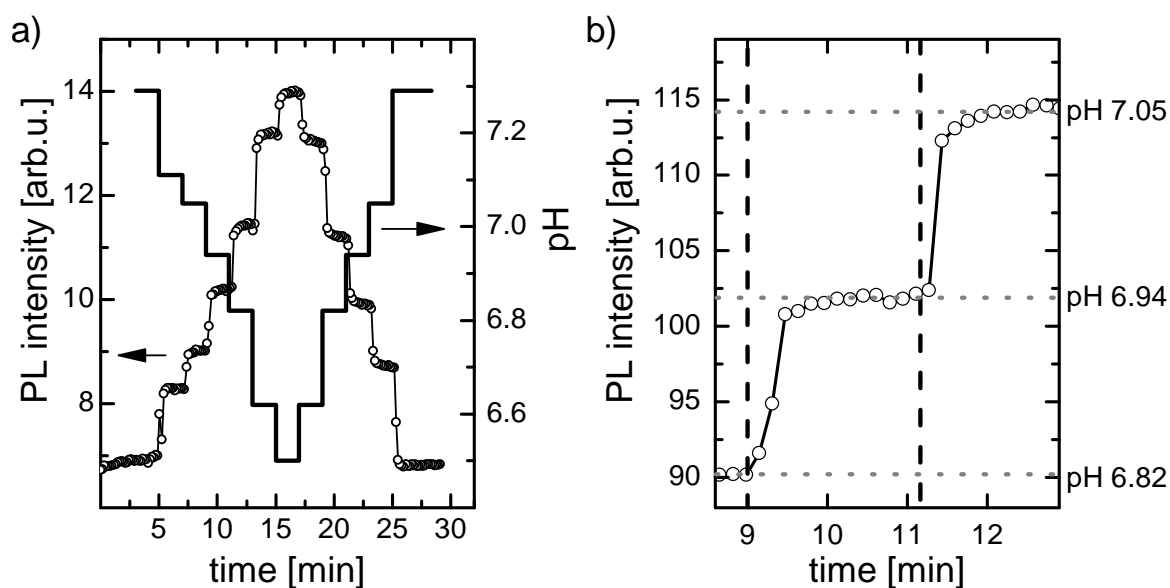 a)
PL intensity [arb.u.]
14
12
10
8
7.2
7.0
6.8
6.6
pH
5 10 15 20 25 30
time [min]
b)
PL intensity [arb.u.]
115
110
105
100
95
90
pH 7.05
pH 6.94
pH 6.82
9 10 11 12
time [min]